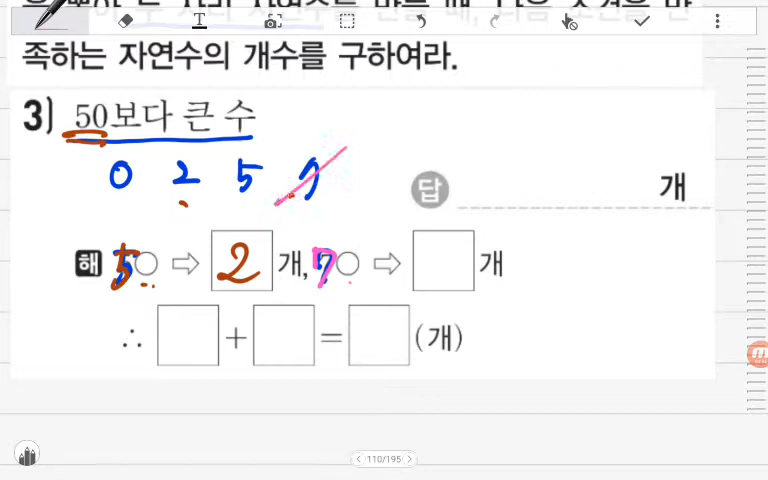 족하는 자연수의 개수를 구하여라.
3) 50보다 큰 수
0 2 5
답 개
해 5○ ⇨ 2 개, 7○ ⇨ □ 개
∴ □ + □ = □ (개)
110/195